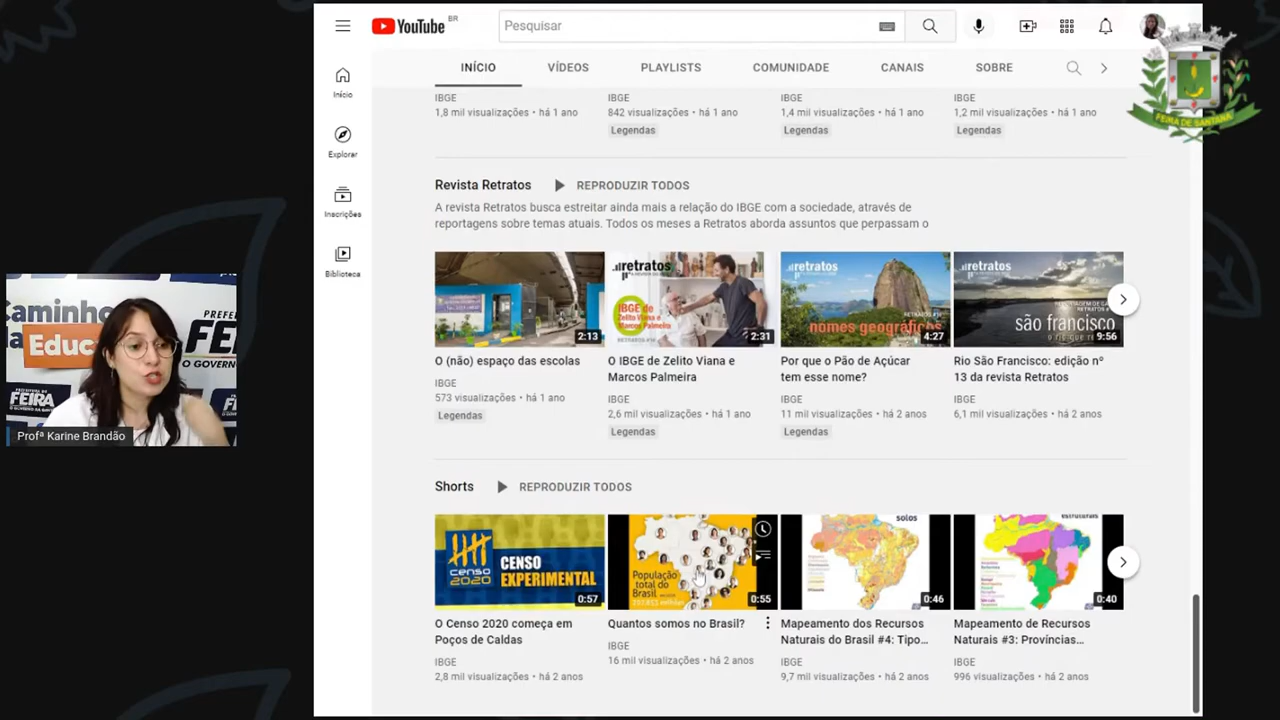 YouTube BR
Pesquisar
INÍCIO VÍDEOS PLAYLISTS COMUNIDADE CANAIS SOBRE
FEIRA DE SANTANA
Início
Explorar
Inscrições
Biblioteca
IBGE
1,8 mil visualizações • há 1 ano
IBGE
842 visualizações • há 1 ano
Legendas
IBGE
1,4 mil visualizações • há 1 ano
Legendas
IBGE
1,2 mil visualizações • há 1 ano
Legendas
Revista Retratos REPRODUZIR TODOS
A revista Retratos busca estreitar ainda mais a relação do IBGE com a sociedade, através de
reportagens sobre temas atuais. Todos os meses a Retratos aborda assuntos que perpassam o
2:13
O (não) espaço das escolas
IBGE
573 visualizações • há 1 ano
Legendas
retratos
IBGE de
Zelito Viana e
Marcos Palmeira
2:31
O IBGE de Zelito Viana e
Marcos Palmeira
IBGE
2,6 mil visualizações • há 1 ano
Legendas
retratos
nomes geográficos
4:27
Por que o Pão de Açúcar
tem esse nome?
IBGE
11 mil visualizações • há 2 anos
Legendas
retratos
são francisco
9:56
Rio São Francisco: edição nº
13 da revista Retratos
IBGE
6,1 mil visualizações • há 2 anos
Caminho
Educ
PREFE
FE
O GOVERNO
FEIRA
Profª Karine Brandão
Shorts REPRODUZIR TODOS
censo
2020
CENSO
EXPERIMENTAL
0:57
O Censo 2020 começa em
Poços de Caldas
IBGE
2,8 mil visualizações • há 2 anos
População
total do
Brasil
0:55
Quantos somos no Brasil?
IBGE
16 mil visualizações • há 2 anos
solos
0:46
Mapeamento dos Recursos
Naturais do Brasil #4: Tipo...
IBGE
9,7 mil visualizações • há 2 anos
estruturais
0:40
Mapeamento de Recursos
Naturais #3: Províncias...
IBGE
996 visualizações • há 2 anos